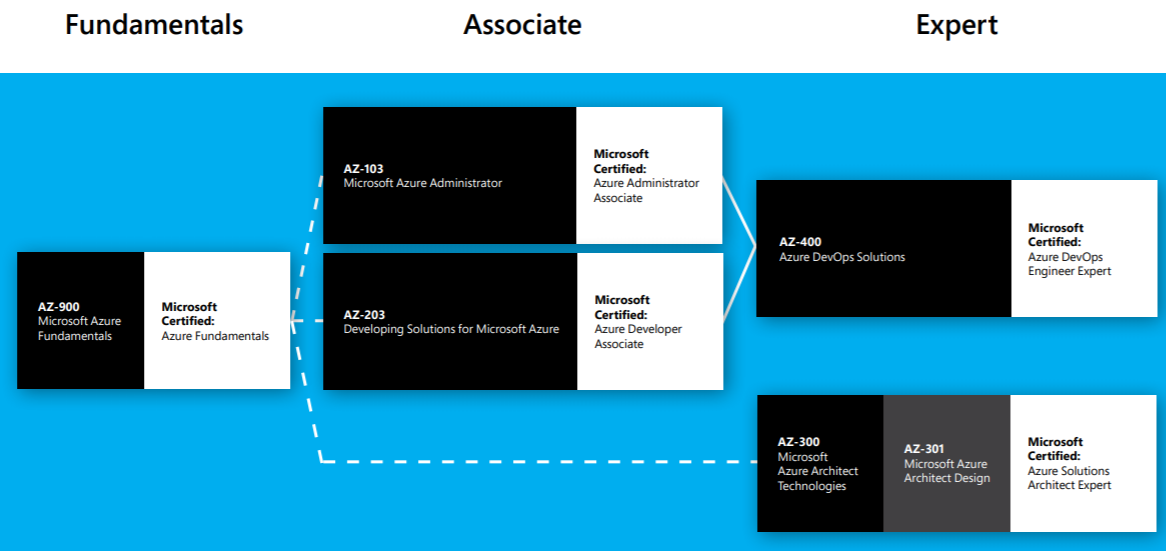 Fundamentals
Associate
Expert
AZ-900
Microsoft Azure
Fundamentals
Microsoft
Certified:
Azure Fundamentals
AZ-103
Microsoft Azure Administrator
Microsoft
Certified:
Azure Administrator
Associate
AZ-203
Developing Solutions for Microsoft Azure
Microsoft
Certified:
Azure Developer
Associate
AZ-400
Azure DevOps Solutions
Microsoft
Certified:
Azure DevOps
Engineer Expert
AZ-300
Microsoft
Azure Architect
Technologies
AZ-301
Microsoft Azure
Architect Design
Microsoft
Certified:
Azure Solutions
Architect Expert